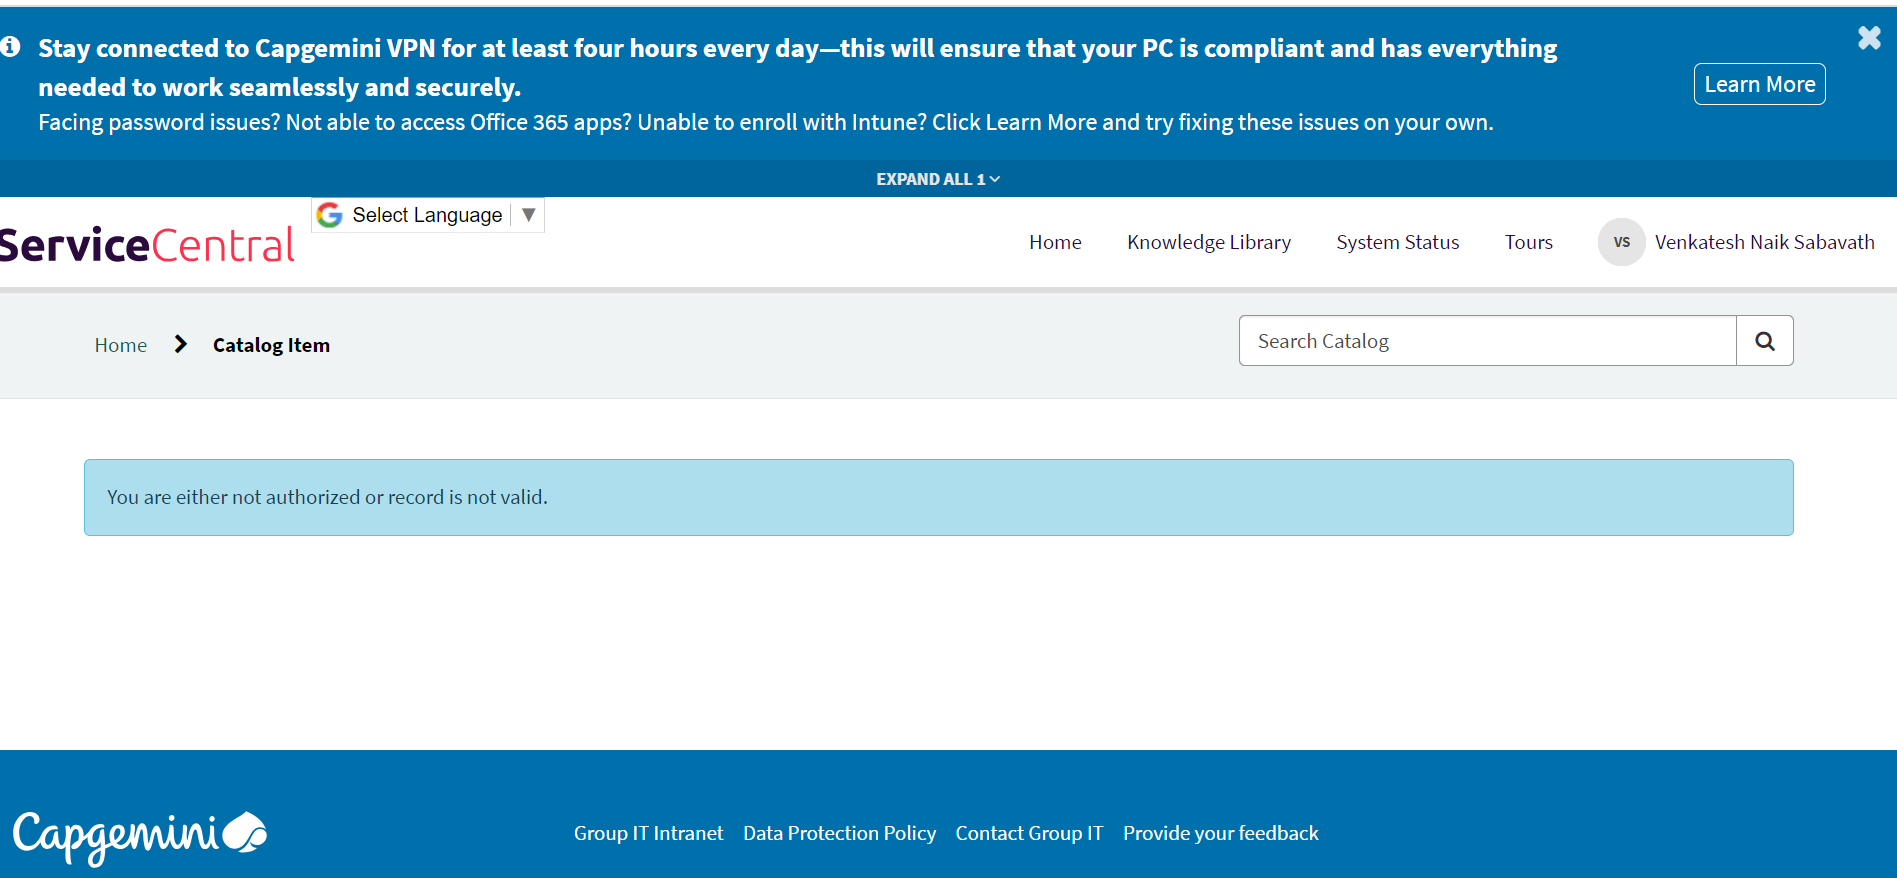 Stay connected to Capgemini VPN for at least four hours every day—this will ensure that your PC is compliant and has everything
needed to work seamlessly and securely.
Facing password issues? Not able to access Office 365 apps? Unable to enroll with Intune? Click Learn More and try fixing these issues on your own.
Learn More
EXPAND ALL 1
ServiceCentral
Select Language
Home Knowledge Library System Status Tours VS Venkatesh Naik Sabavath
Home Catalog Item
Search Catalog
You are either not authorized or record is not valid.
Capgemini
Group IT Intranet Data Protection Policy Contact Group IT Provide your feedback